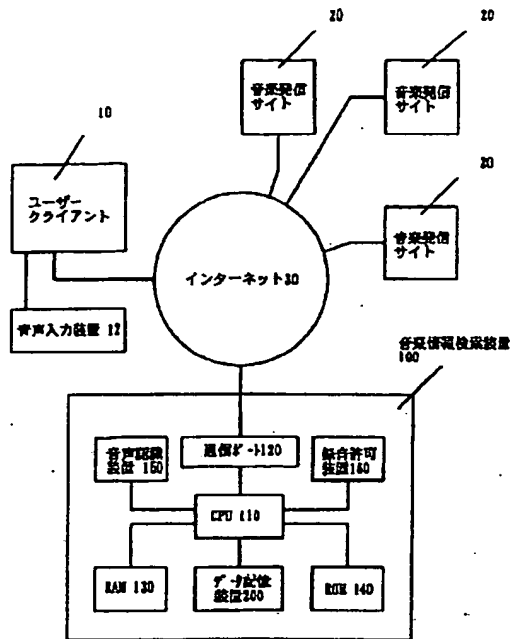 20
20
音楽発信
サイト
音楽発信
サイト
10
20
ユーザー
クライアント
音楽発信
サイト
インターネット30
音声入力装置 12
音楽情報検索装置
100
音声認識
装置 150
通信ポート120
録音許可
装置160
CPU 110
RAM 130
データ記憶
装置200
ROM 140